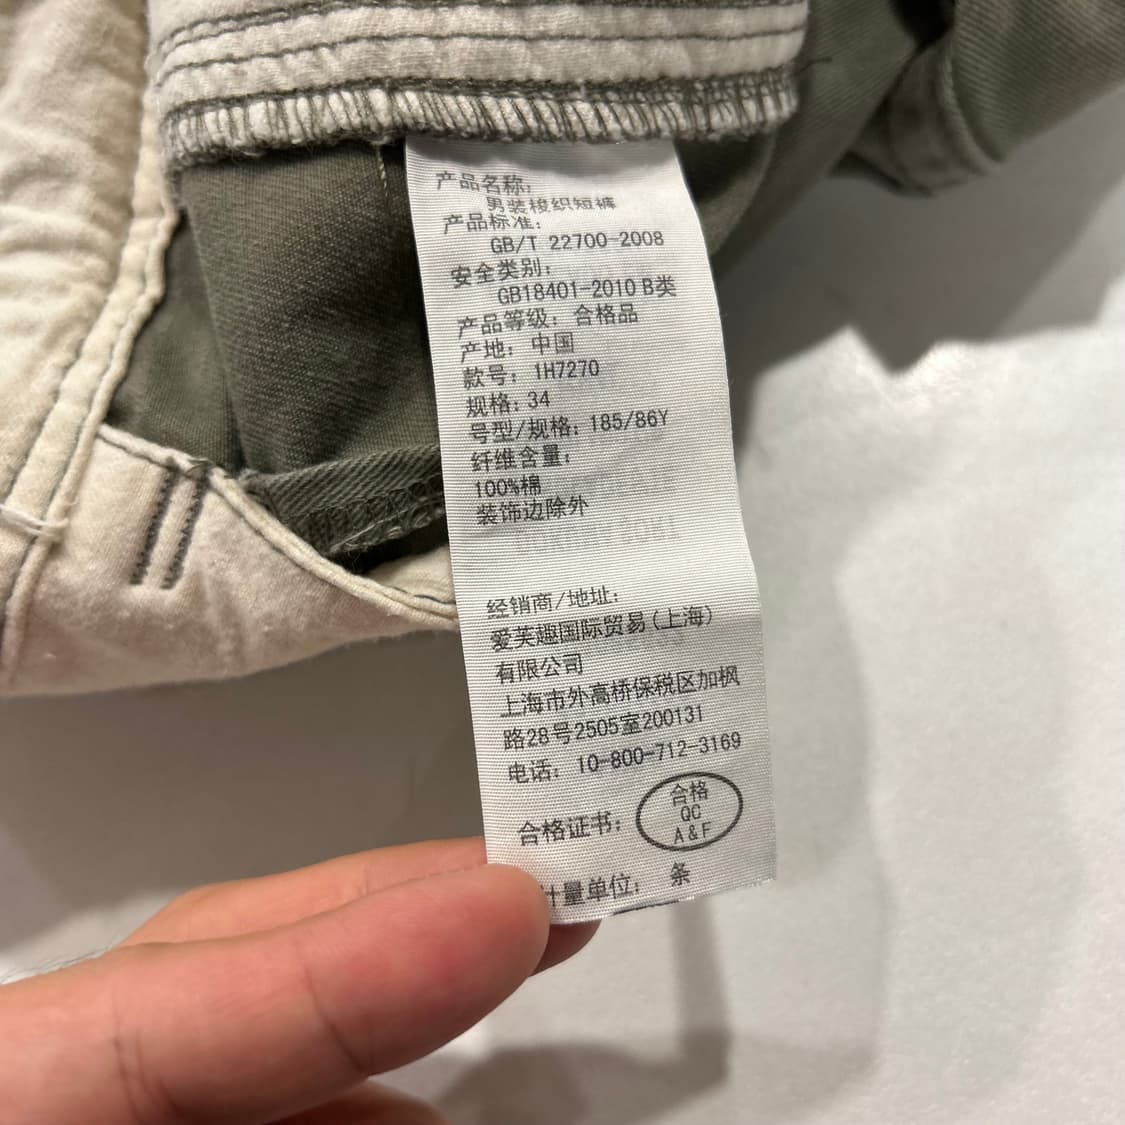 产品名称:
男装梭织短裤
产品标准:
GB/T 22700-2008
安全类别:
GB18401-2010 B类
产品等级: 合格品
产地: 中国
款号: 1H7270
规格: 34
号型/规格: 185/86Y
纤维含量:
100%棉
装饰边除外
经销商/地址:
爱芙趣国际贸易(上海)
有限公司
上海市外高桥保税区加枫
路28号2505室200131
电话: 10-800-712-3169
合格证书:
合格
QC
A&F
计量单位: 条